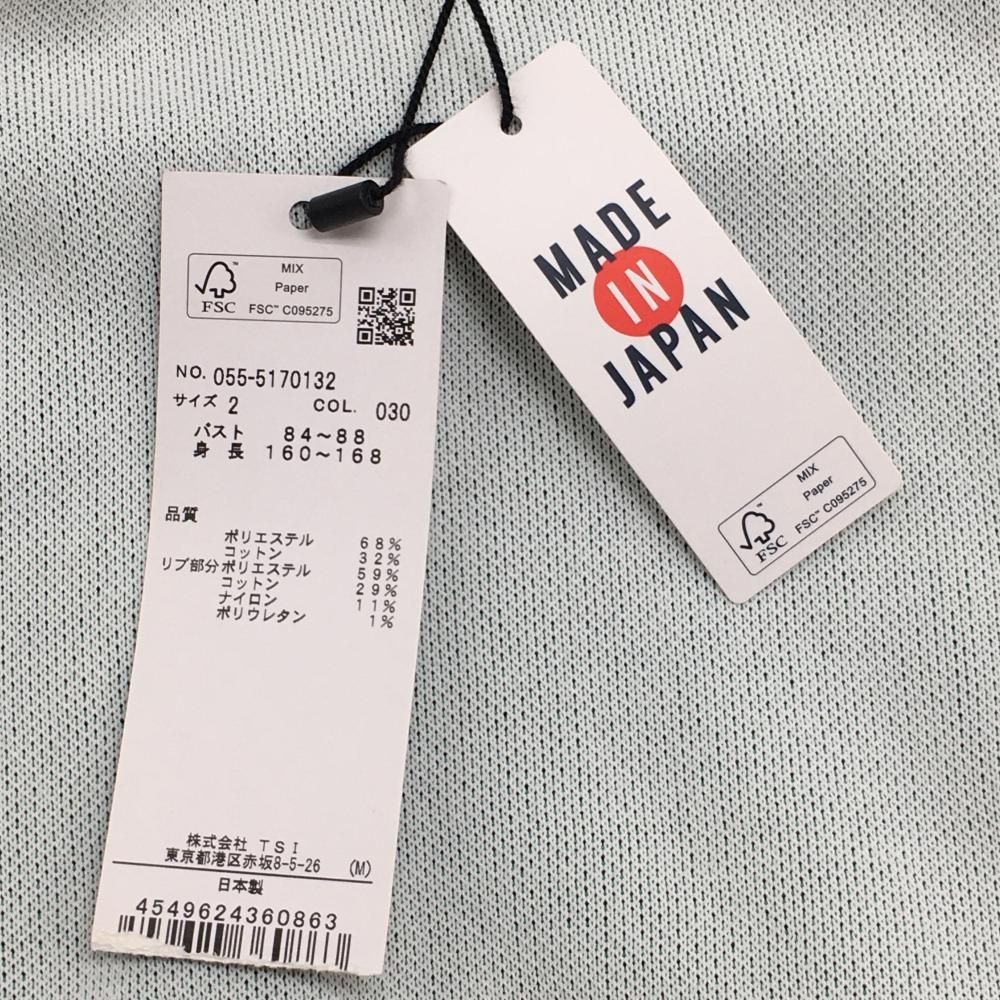 MIX
Paper
FSC
FSC™ C095275
NO. 055-5170132
サイズ 2 COL. 030
バスト 84～88
身長 160～168
品質
ポリエステル 68%
コットン 32%
リブ部分ポリエステル 59%
コットン 29%
ナイロン 11%
ポリウレタン 1%
株式会社 TSI
東京都港区赤坂8-5-26 (M)
日本製
4549624360863
MADE
IN
JAPAN
MIX
Paper
FSC
FSC™ C095275